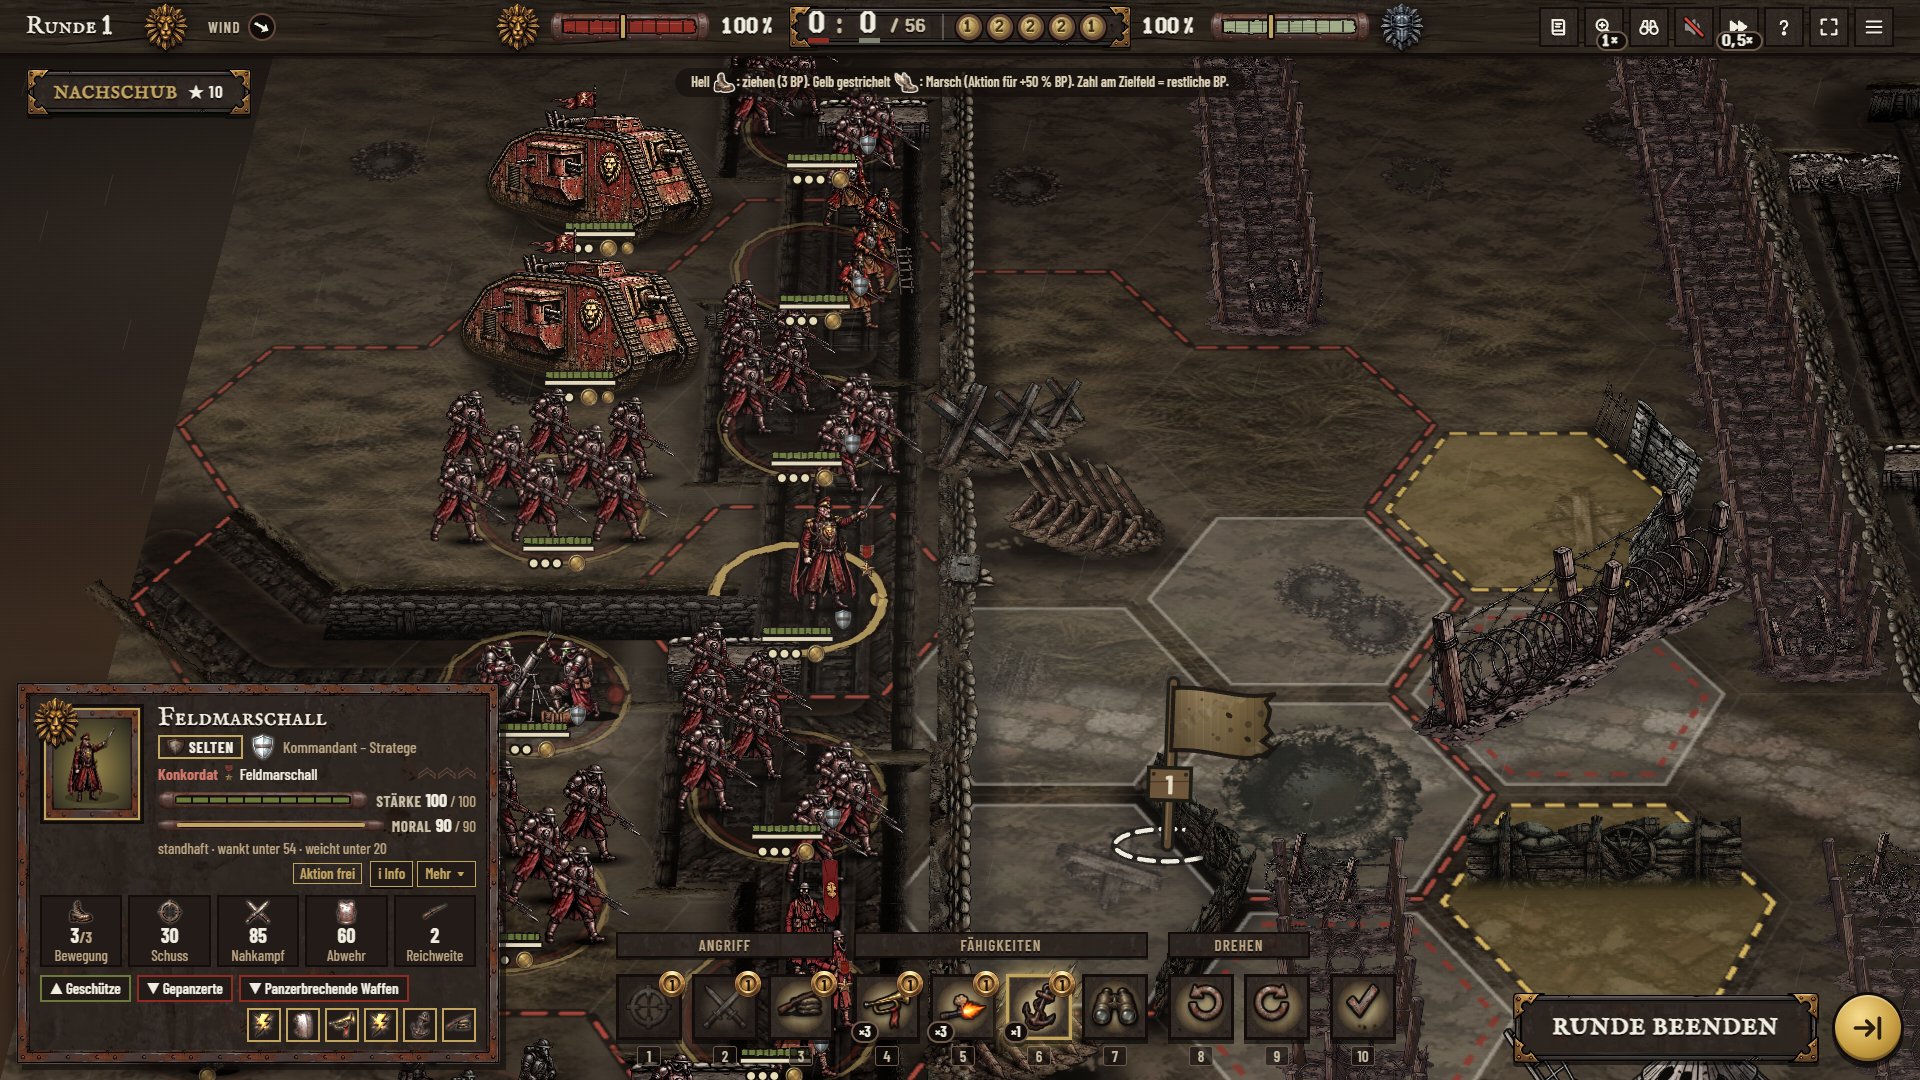 RUNDE 1
WIND
100 %
0 : 0 / 56
1 2 2 2 1
100 %
1×
0,5×
?
NACHSCHUB ★ 10
Hell : ziehen (3 BP). Gelb gestrichelt : Marsch (Aktion für +50 % BP). Zahl am Zielfeld = restliche BP.
1
FELDMARSCHALL
SELTEN Kommandant – Stratege
Konkordat Feldmarschall
STÄRKE 100 / 100
MORAL 90 / 90
standhaft · wankt unter 54 · weicht unter 20
Aktion frei
i Info
Mehr
3/3 30 85 60 2
Bewegung Schuss Nahkampf Abwehr Reichweite
▲ Geschütze ▼ Gepanzerte ▼ Panzerbrechende Waffen
ANGRIFF FÄHIGKEITEN DREHEN
1 1 1 1 1 1
×3 ×3 ×1
1 2 3 4 5 6 7 8 9 10
RUNDE BEENDEN